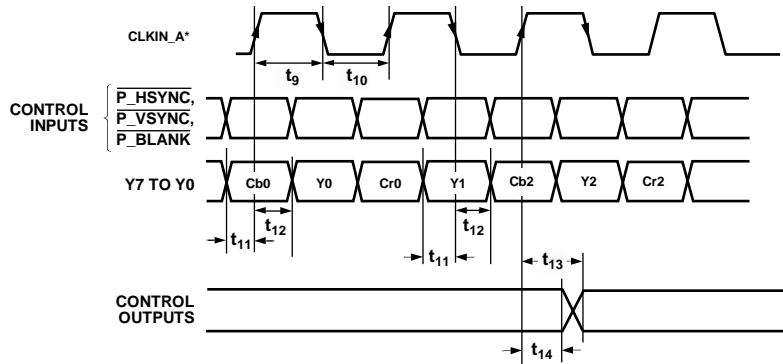 CLKIN_A*
t9
t10
CONTROL INPUTS
P_HSYNC,
P_VSYNC,
P_BLANK
Y7 TO Y0
Cb0
Y0
Cr0
Y1
Cb2
Y2
Cr2
t12
t12
t11
t11
t13
CONTROL OUTPUTS
t14